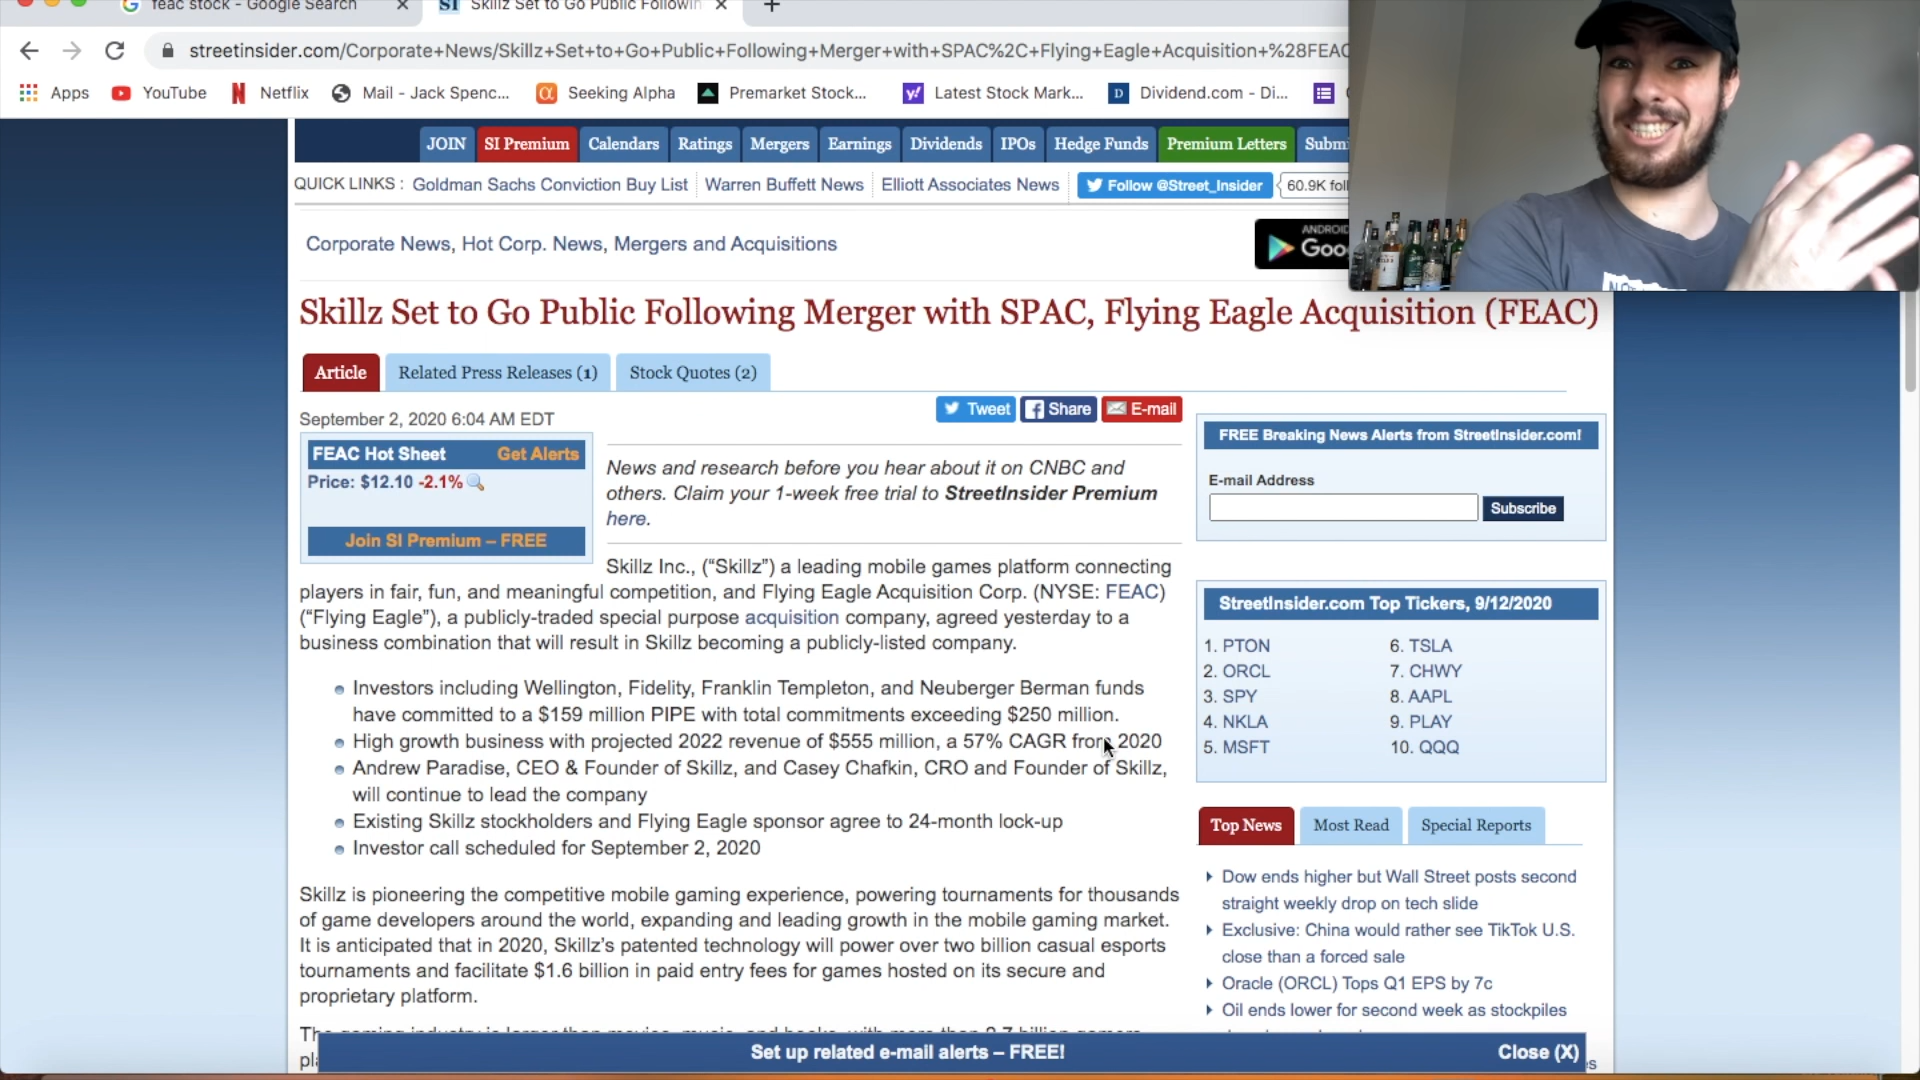 feac stock - Google Search
SI Skillz Set to Go Public Followin
streetinsider.com/Corporate+News/Skillz+Set+to+Go+Public+Following+Merger+with+SPAC%2C+Flying+Eagle+Acquisition+%28FEAC
Apps YouTube Netflix Mail - Jack Spenc... Seeking Alpha Premarket Stock... Latest Stock Mark... Dividend.com - Di...
JOIN SI Premium Calendars Ratings Mergers Earnings Dividends IPOs Hedge Funds Premium Letters Subm
QUICK LINKS : Goldman Sachs Conviction Buy List Warren Buffett News Elliott Associates News Follow @Street_Insider 60.9K foll
Corporate News, Hot Corp. News, Mergers and Acquisitions
ANDROID
Goo
Skillz Set to Go Public Following Merger with SPAC, Flying Eagle Acquisition (FEAC)
Article Related Press Releases (1) Stock Quotes (2)
September 2, 2020 6:04 AM EDT
Tweet Share E-mail
FEAC Hot Sheet Get Alerts
Price: $12.10 -2.1%
Join SI Premium – FREE
News and research before you hear about it on CNBC and
others. Claim your 1-week free trial to StreetInsider Premium
here.
Skillz Inc., (“Skillz”) a leading mobile games platform connecting
players in fair, fun, and meaningful competition, and Flying Eagle Acquisition Corp. (NYSE: FEAC)
(“Flying Eagle”), a publicly-traded special purpose acquisition company, agreed yesterday to a
business combination that will result in Skillz becoming a publicly-listed company.
Investors including Wellington, Fidelity, Franklin Templeton, and Neuberger Berman funds
have committed to a $159 million PIPE with total commitments exceeding $250 million.
High growth business with projected 2022 revenue of $555 million, a 57% CAGR from 2020
Andrew Paradise, CEO & Founder of Skillz, and Casey Chafkin, CRO and Founder of Skillz,
will continue to lead the company
Existing Skillz stockholders and Flying Eagle sponsor agree to 24-month lock-up
Investor call scheduled for September 2, 2020
Skillz is pioneering the competitive mobile gaming experience, powering tournaments for thousands
of game developers around the world, expanding and leading growth in the mobile gaming market.
It is anticipated that in 2020, Skillz’s patented technology will power over two billion casual esports
tournaments and facilitate $1.6 billion in paid entry fees for games hosted on its secure and
proprietary platform.
FREE Breaking News Alerts from StreetInsider.com!
E-mail Address
Subscribe
StreetInsider.com Top Tickers, 9/12/2020
1. PTON 6. TSLA
2. ORCL 7. CHWY
3. SPY 8. AAPL
4. NKLA 9. PLAY
5. MSFT 10. QQQ
Top News Most Read Special Reports
Dow ends higher but Wall Street posts second
straight weekly drop on tech slide
Exclusive: China would rather see TikTok U.S.
close than a forced sale
Oracle (ORCL) Tops Q1 EPS by 7c
Oil ends lower for second week as stockpiles
Set up related e-mail alerts – FREE! Close (X)